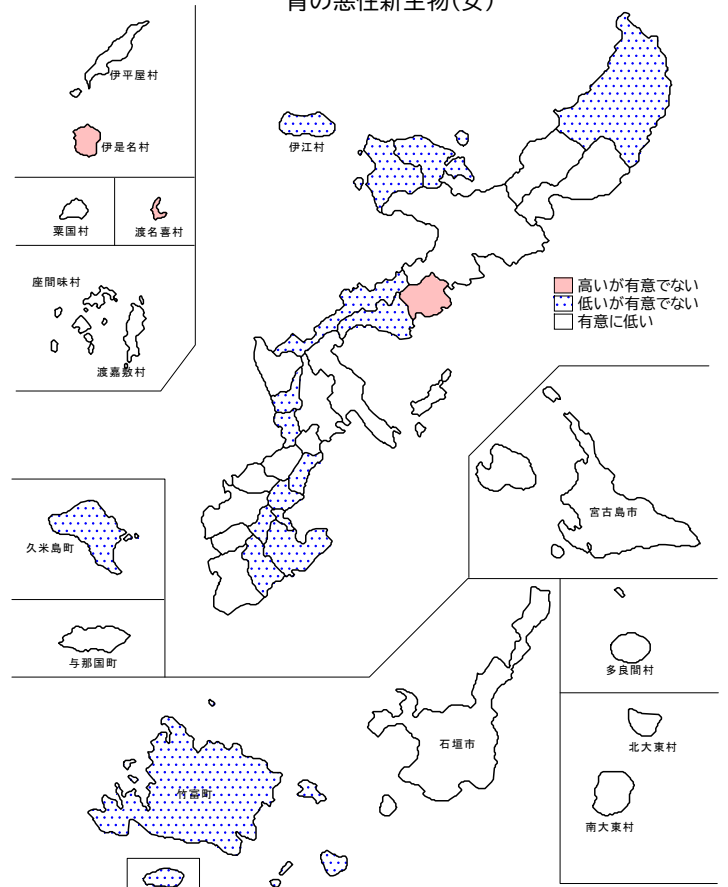 胃の悪性新生物(女)
伊平屋村
伊是名村
伊江村
粟国村
渡名喜村
座間味村
渡嘉敷村
高いが有意でない
低いが有意でない
有意に低い
宮古島市
久米島町
与那国町
多良間村
石垣市
北大東村
竹富町
南大東村